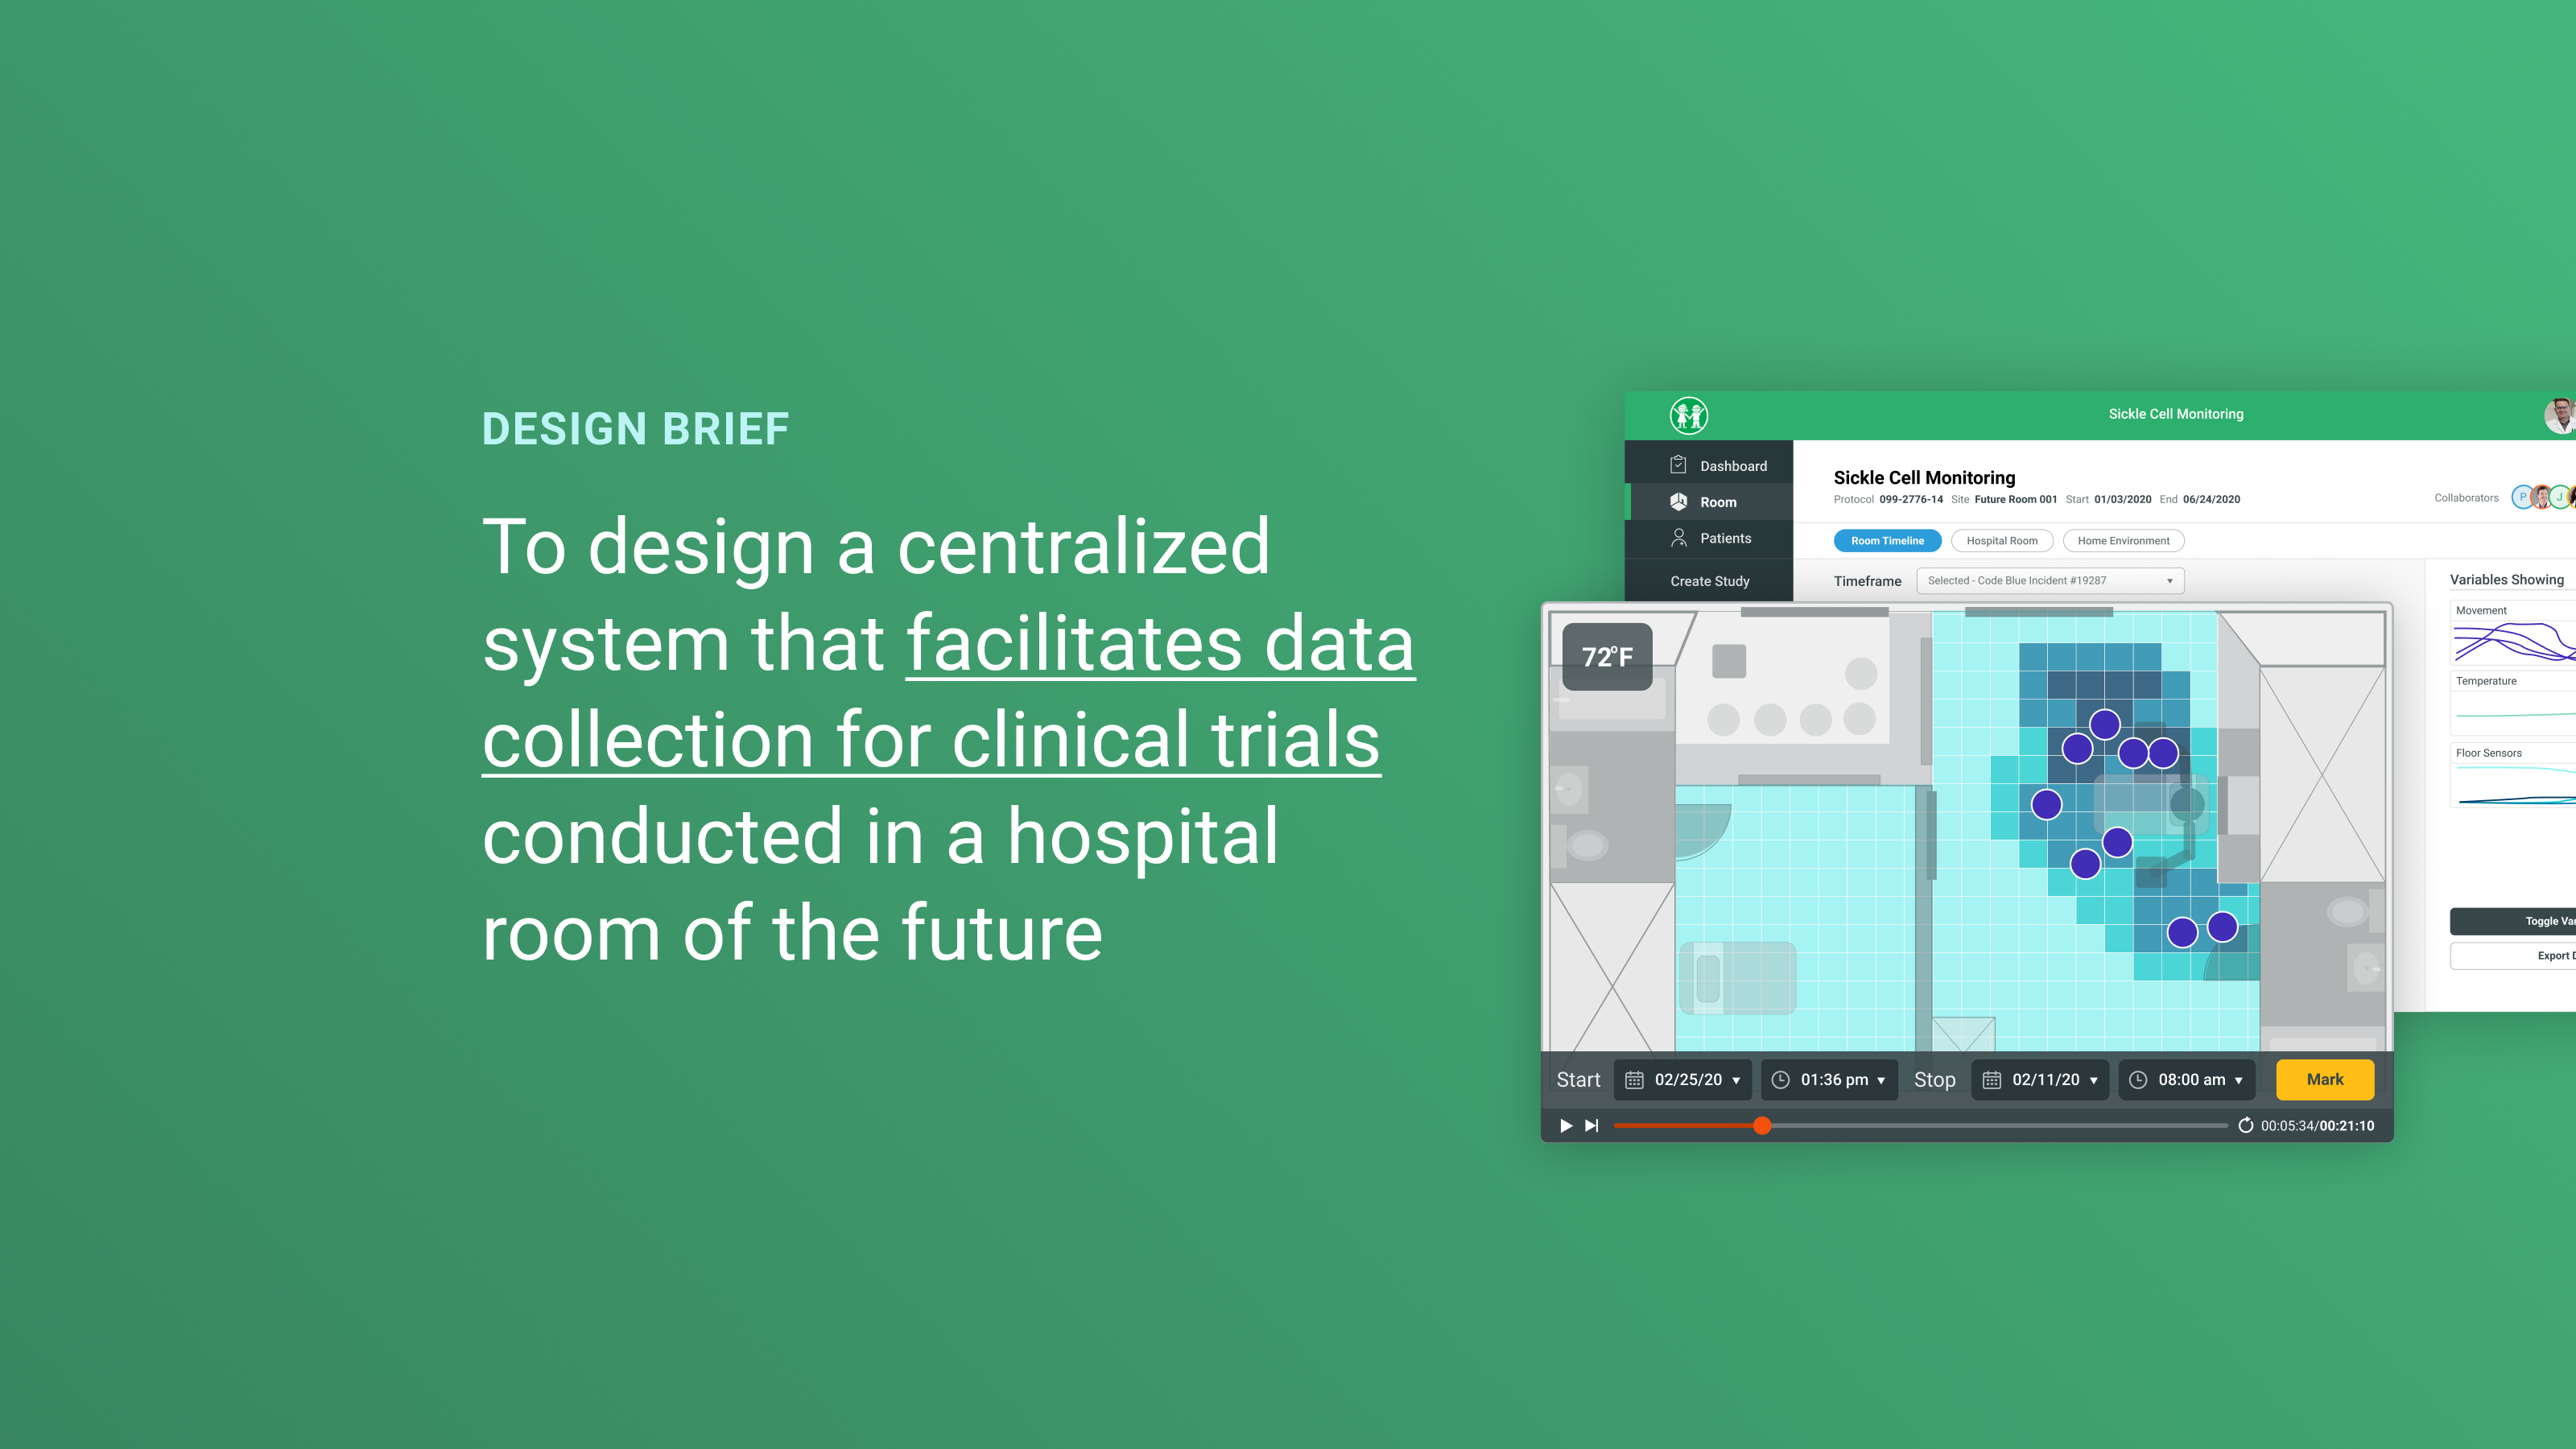 DESIGN BRIEF
To design a centralized
system that facilitates data
collection for clinical trials
conducted in a hospital
room of the future
Sickle Cell Monitoring
Dashboard
Room
Patients
Create Study
Sickle Cell Monitoring
Protocol 099-2776-14 Site Future Room 001 Start 01/03/2020 End 06/24/2020
Collaborators P J
Room Timeline Hospital Room Home Environment
Timeframe Selected - Code Blue Incident #19287
Variables Showing
Movement
Temperature
Floor Sensors
Toggle
Export
72°F
Start 02/25/20 01:36 pm Stop 02/11/20 08:00 am Mark
00:05:34/00:21:10